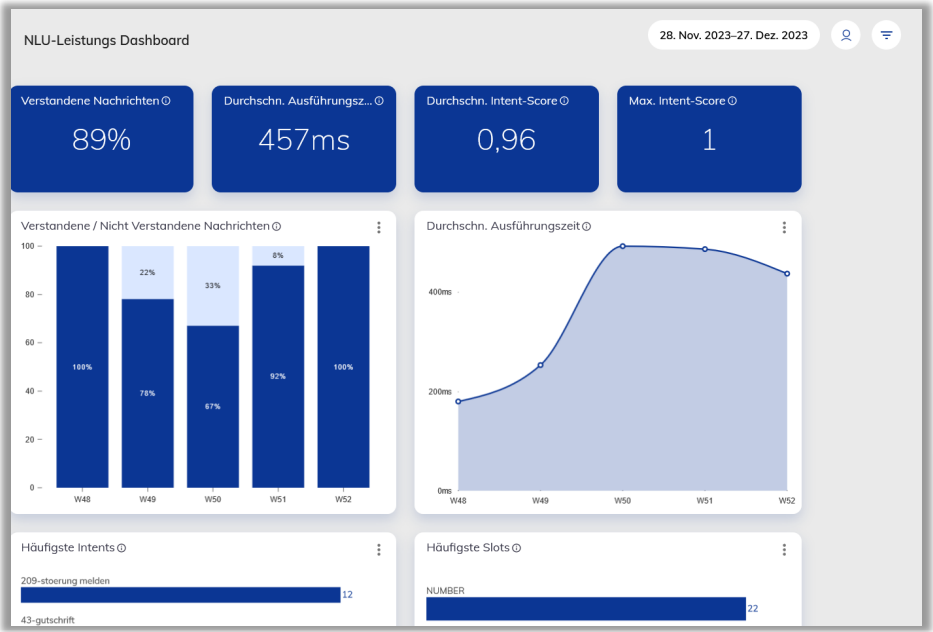 NLU-Leistungs Dashboard
28. Nov. 2023–27. Dez. 2023
Verstandene Nachrichten
89%
Durchschn. Ausführungsz...
457ms
Durchschn. Intent-Score
0,96
Max. Intent-Score
1
Verstandene / Nicht Verstandene Nachrichten
100
80
60
40
20
0
100%
22%
78%
33%
67%
8%
92%
100%
W48
W49
W50
W51
W52
Durchschn. Ausführungszeit
400ms
200ms
0ms
W48
W49
W50
W51
W52
Häufigste Intents
209-stoerung melden
12
43-gutschrift
Häufigste Slots
NUMBER
22